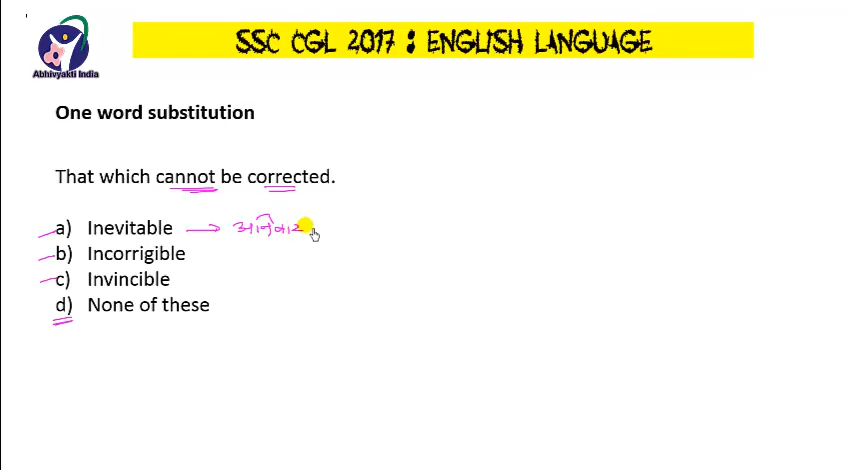 SSC CGL 2017 : ENGLISH LANGUAGE
Abhivyakti India
One word substitution
That which cannot be corrected.
a) Inevitable
b) Incorrigible
c) Invincible
d) None of these